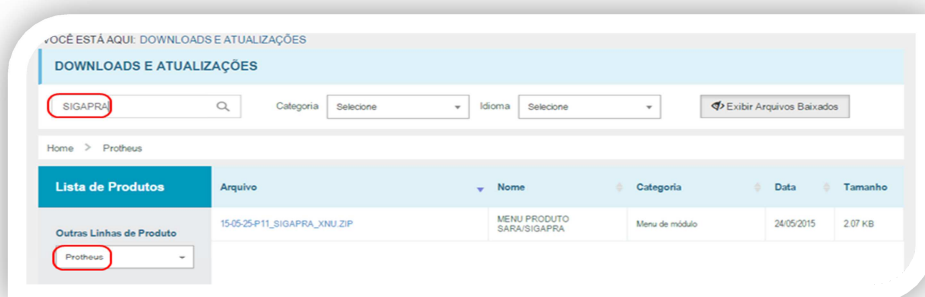 VOCÊ ESTÁ AQUI: DOWNLOADS E ATUALIZAÇÕES
DOWNLOADS E ATUALIZAÇÕES
SIGAPRA Categoria Selecione Idioma Selecione Exibir Arquivos Baixados
Home > Protheus
Lista de Produtos Arquivo Nome Categoria Data Tamanho
Outras Linhas de Produto
Protheus
15-05-25-P11_SIGAPRA_XNU.ZIP
MENU PRODUTO
SARA/SIGAPRA
Menu de módulo
24/05/2015
2.07 KB